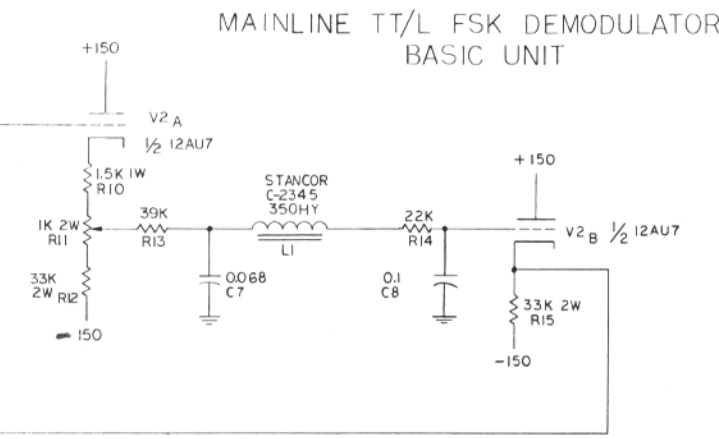 MAINLINE TT/L FSK DEMODULATOR
BASIC UNIT
+150
V2 A
1/2 12AU7
1.5K 1W
R10
1K 2W
R11
33K
2W R12
- 150
39K
R13
0.068
C7
STANCOR
C-2345
350HY
L1
22K
R14
0.1
C8
+150
V2 B 1/2 12AU7
33K 2W
R15
-150